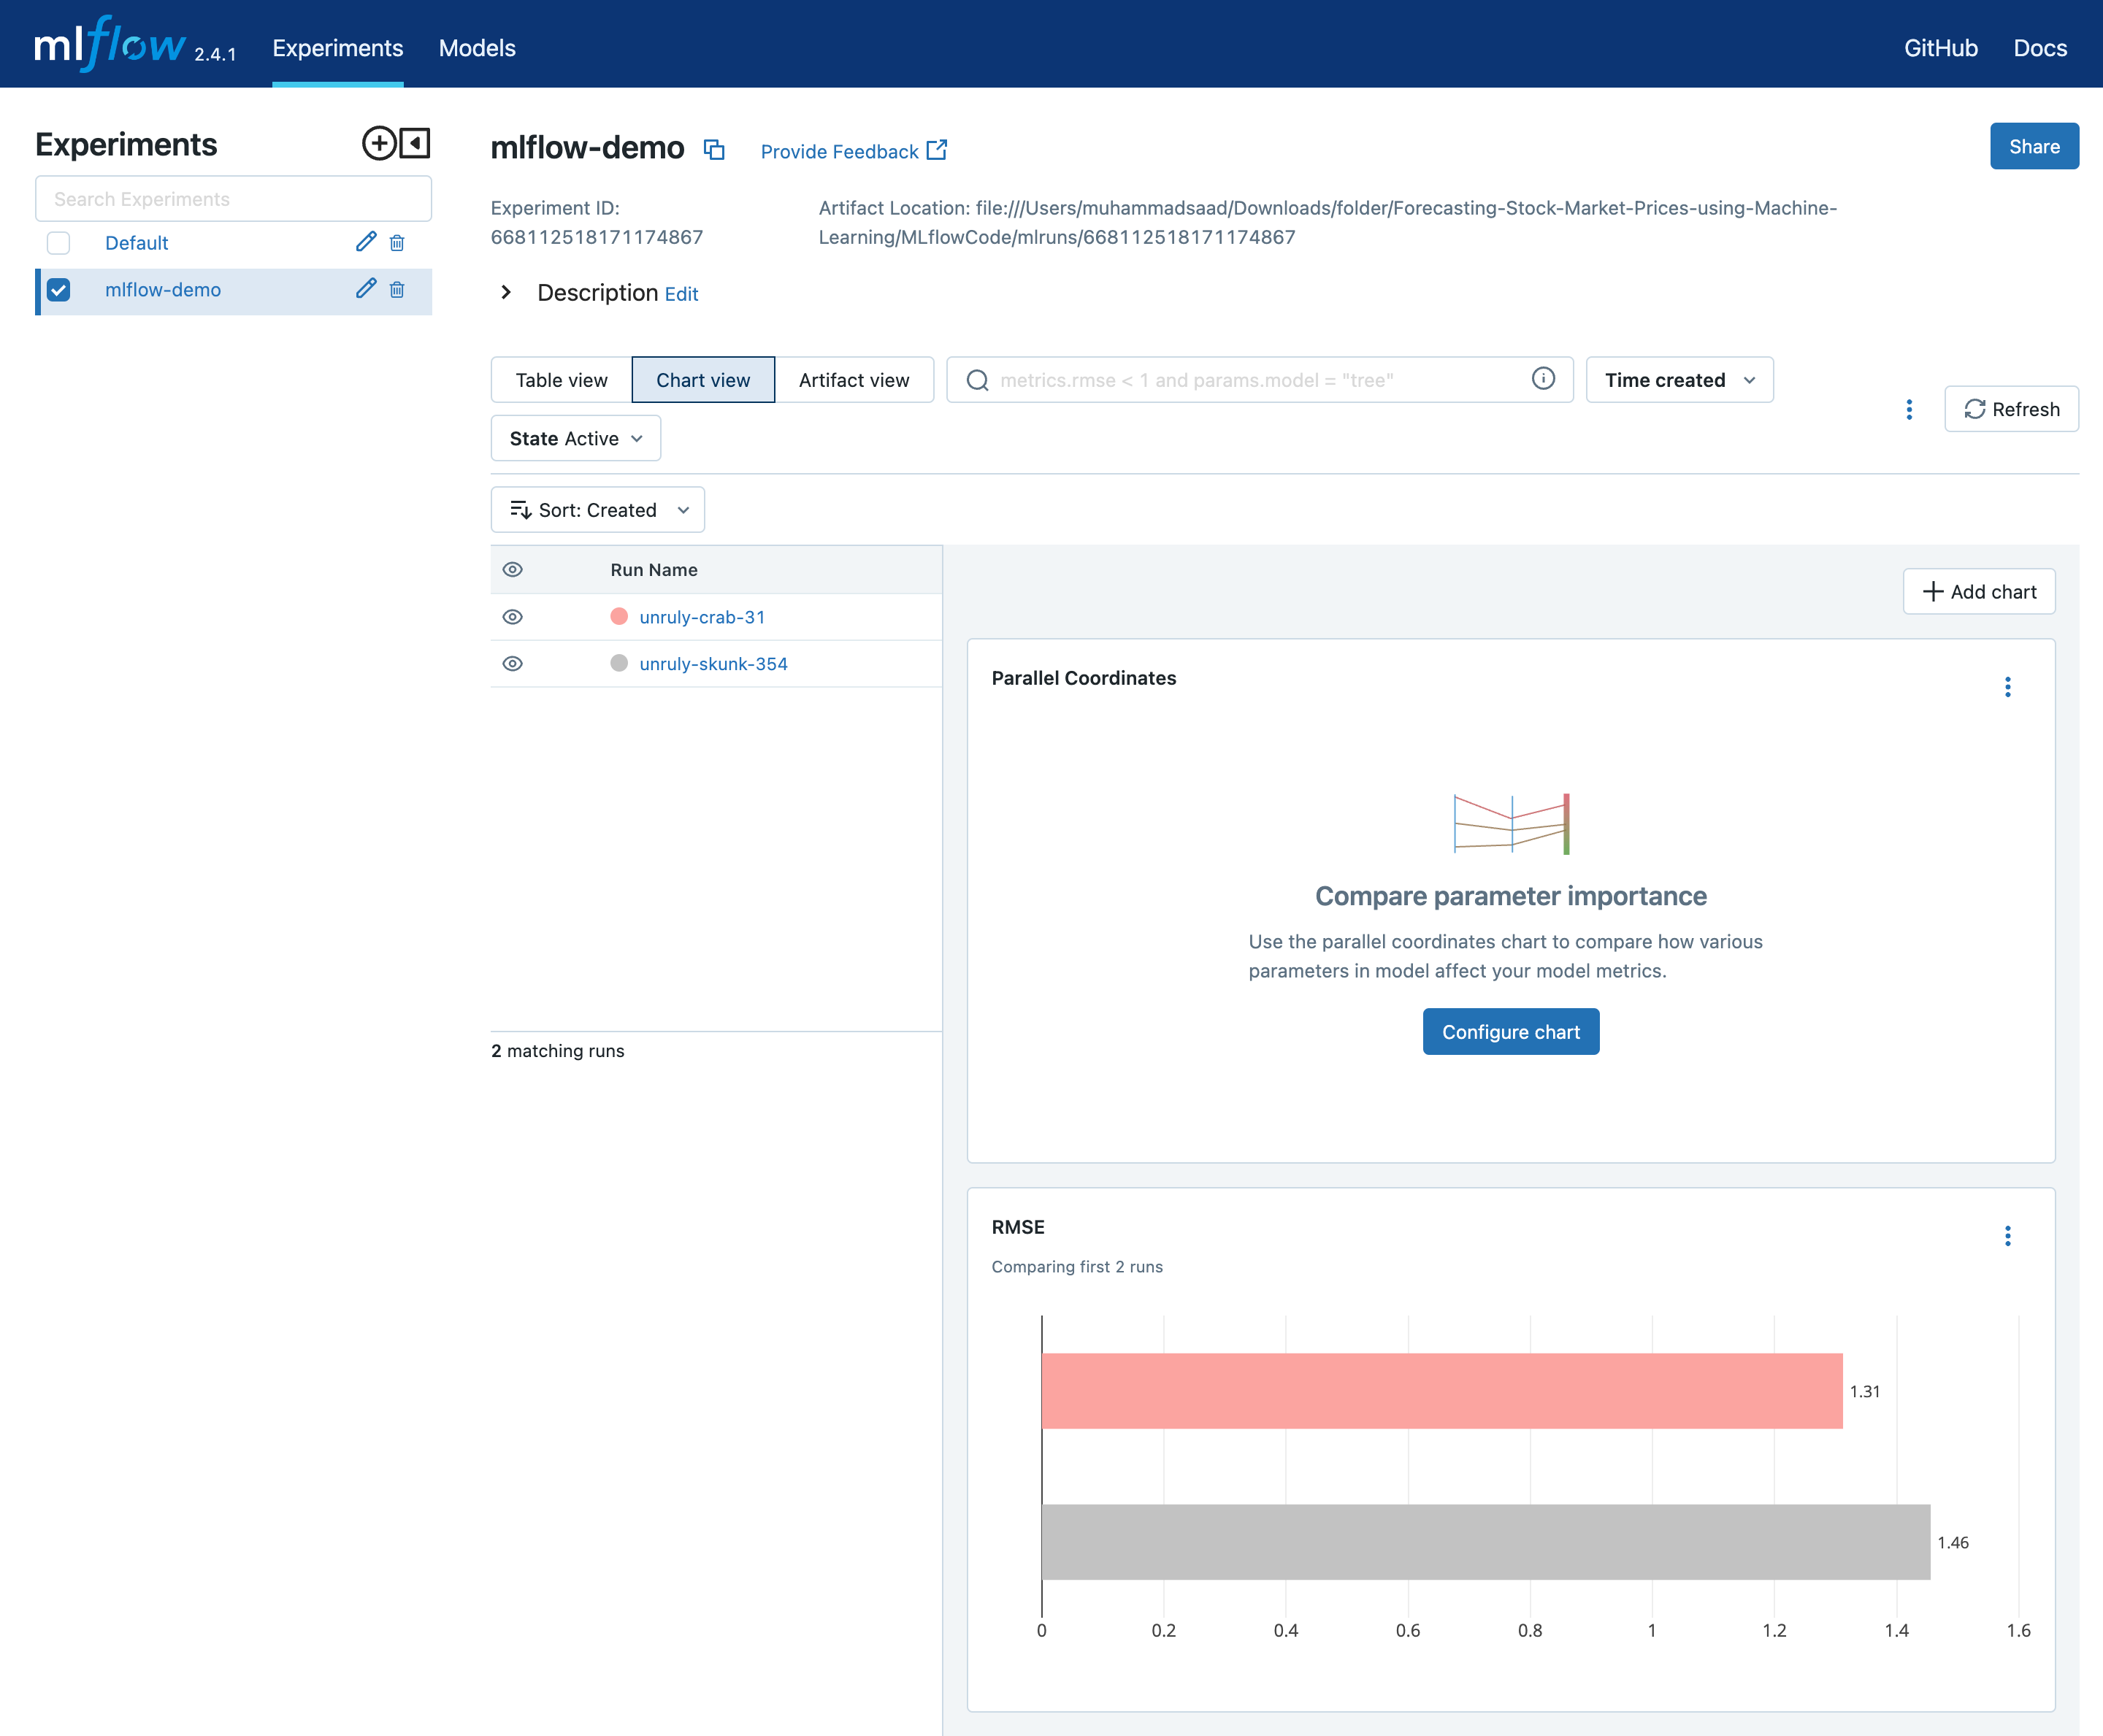 mlflow 2.4.1 Experiments Models GitHub Docs
Experiments
Search Experiments
Default
mlflow-demo
mlflow-demo Provide Feedback Share
Experiment ID:
668112518171174867
Artifact Location: file:///Users/muhammadsaad/Downloads/folder/Forecasting-Stock-Market-Prices-using-Machine-
Learning/MLflowCode/mlruns/668112518171174867
Description Edit
Table view Chart view Artifact view metrics.rmse < 1 and params.model = "tree" Time created
State Active
Refresh
Sort: Created
Run Name
unruly-crab-31
unruly-skunk-354
2 matching runs
Add chart
Parallel Coordinates
Compare parameter importance
Use the parallel coordinates chart to compare how various
parameters in model affect your model metrics.
Configure chart
RMSE
Comparing first 2 runs
1.31
1.46
0 0.2 0.4 0.6 0.8 1 1.2 1.4 1.6